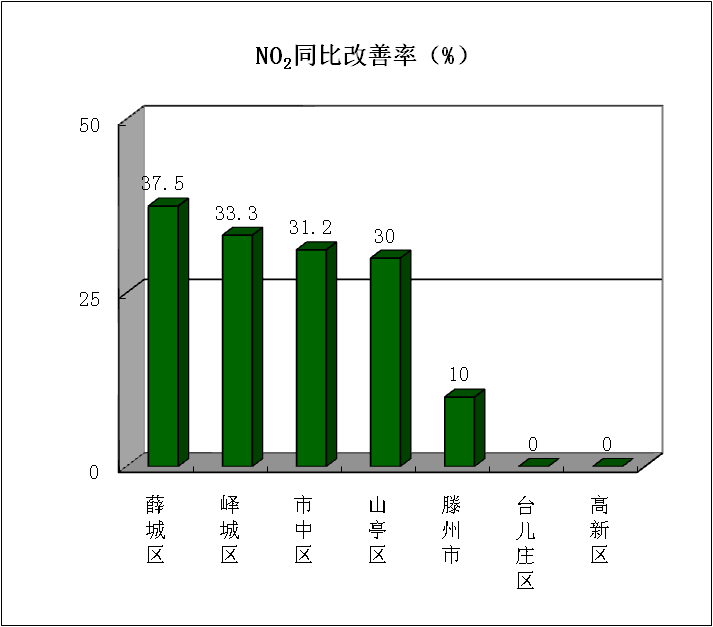 NO₂同比改善率（%）
50
25
0
37.5
33.3
31.2
30
10
0
0
薛城区
峄城区
市中区
山亭区
滕州市
台儿庄区
高新区